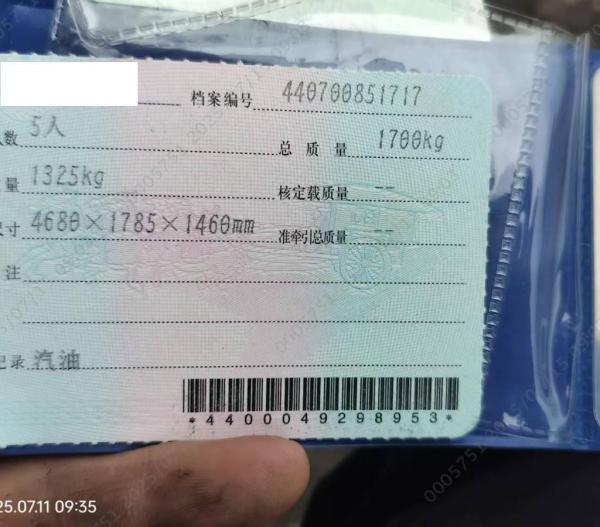 档案编号 440700851717
人数 5人 总质量 1700kg
量 1325kg 核定载质量 --
尺寸 4680×1785×1460mm 准牵引总质量 --
注
记录 汽油
*4400049298953*
25.07.11 09:35